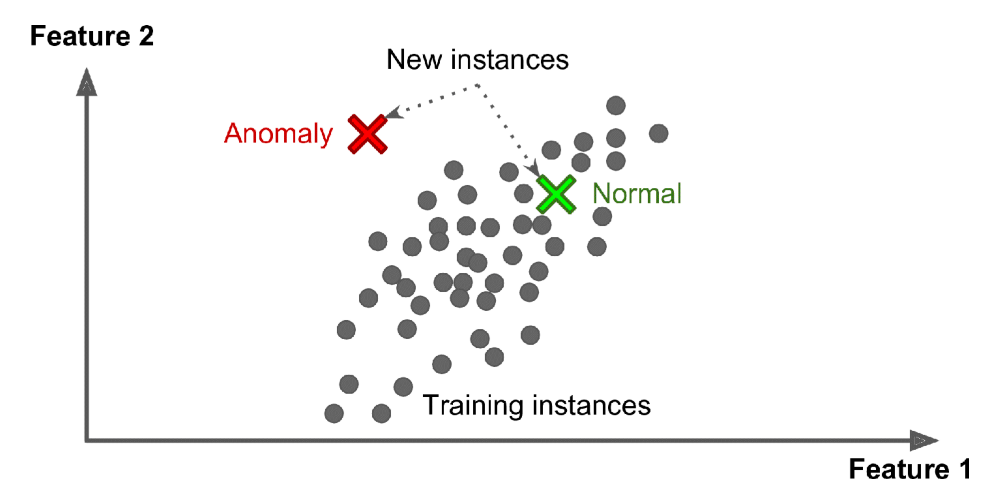 Feature 2
New instances
Anomaly
Normal
Training instances
Feature 1